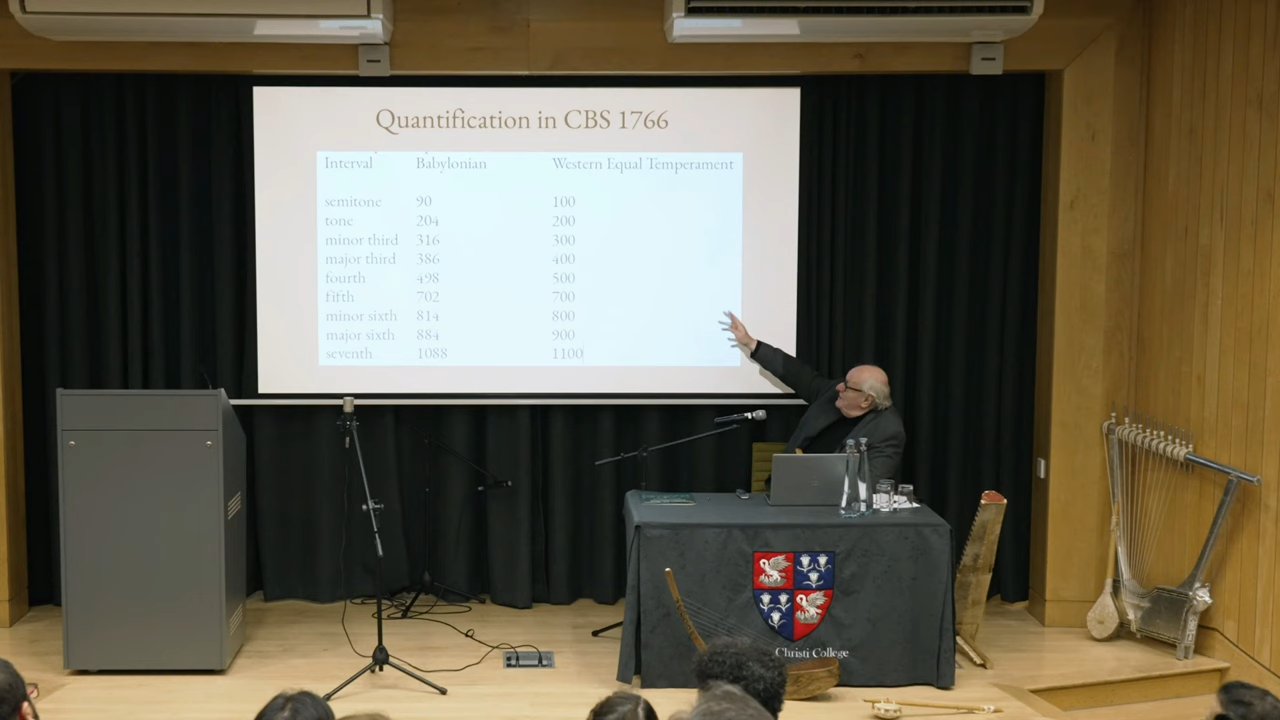 Quantification in CBS 1766
Interval Babylonian Western Equal Temperament
semitone 90 100
tone 204 200
minor third 316 300
major third 386 400
fourth 498 500
fifth 702 700
minor sixth 814 800
major sixth 884 900
seventh 1088 1100
Christi College